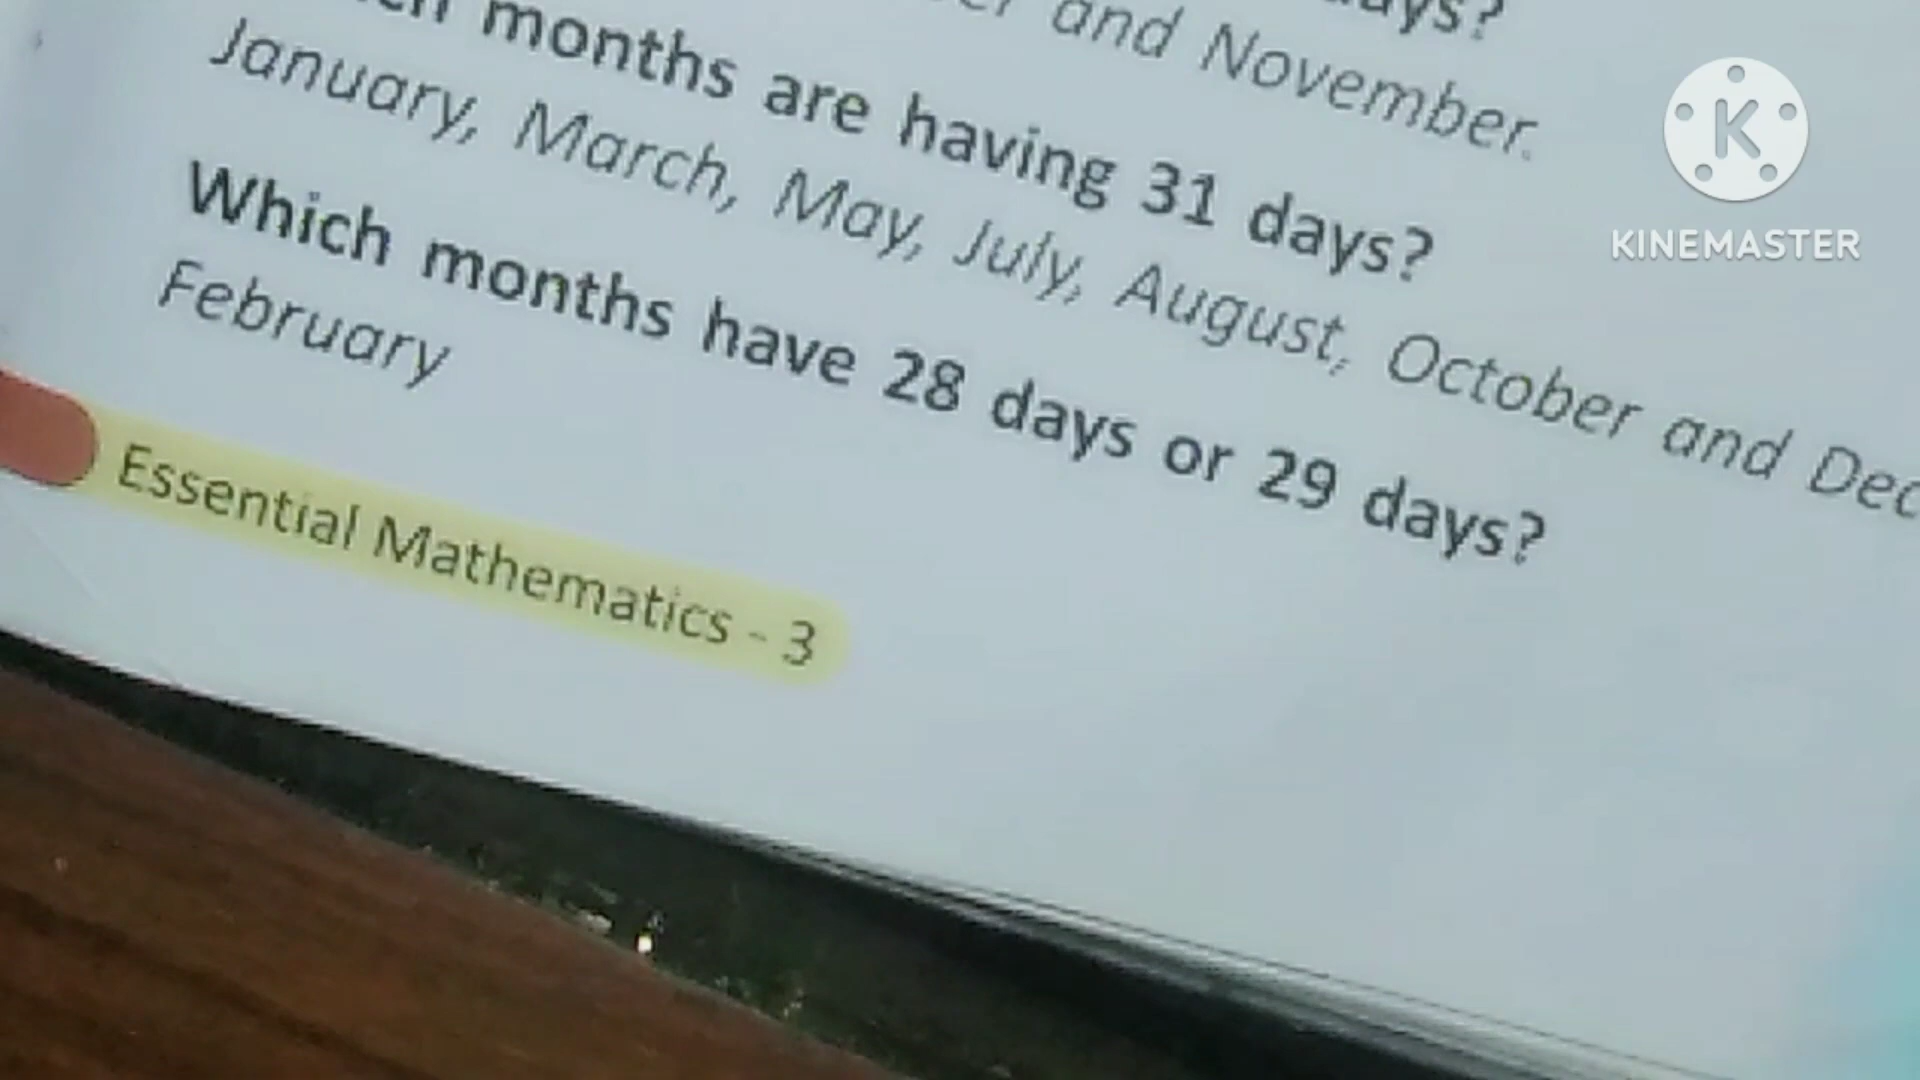 and November.
months are having 31 days?
January, March, May, July, August, October and Dec
Which months have 28 days or 29 days?
February
Essential Mathematics - 3
K
KINEMASTER